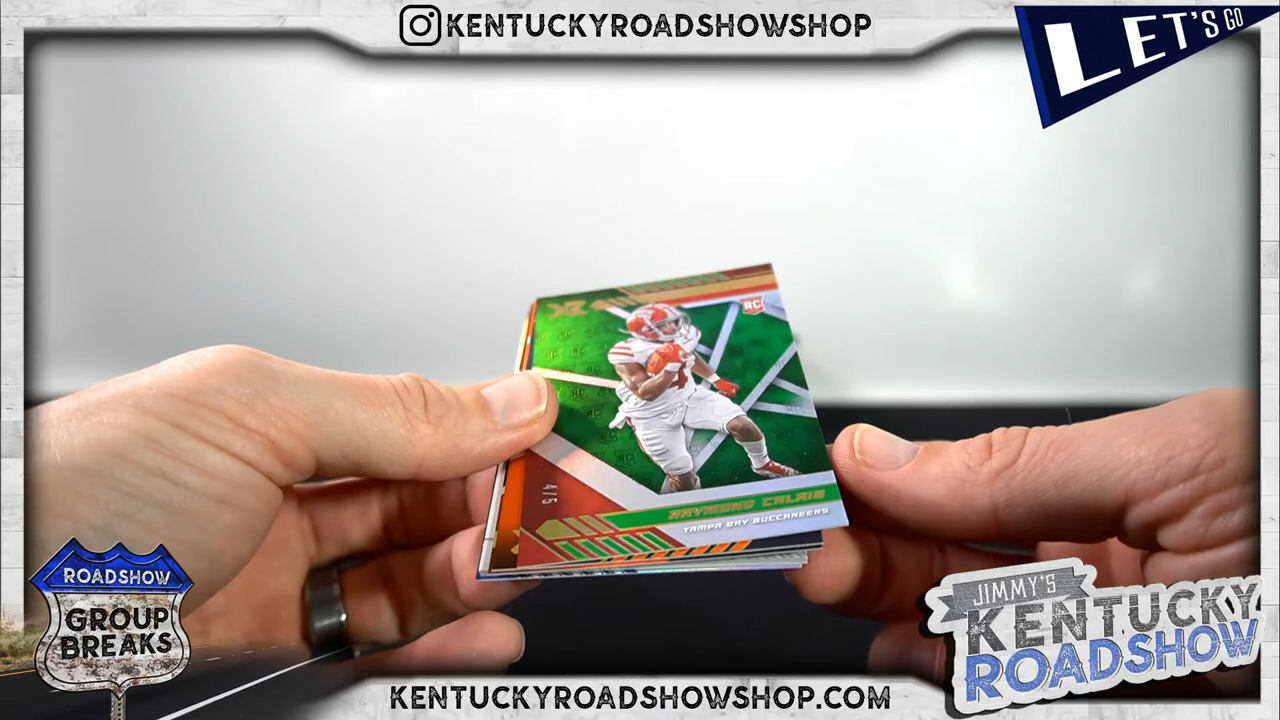 KENTUCKYROADSHOWSHOP
LET'S GO
RC
4/5
RAYMOND CALAIS
TAMPA BAY BUCCANEERS
ROADSHOW
GROUP
BREAKS
JIMMY'S
KENTUCKY
ROADSHOW
KENTUCKYROADSHOWSHOP.COM